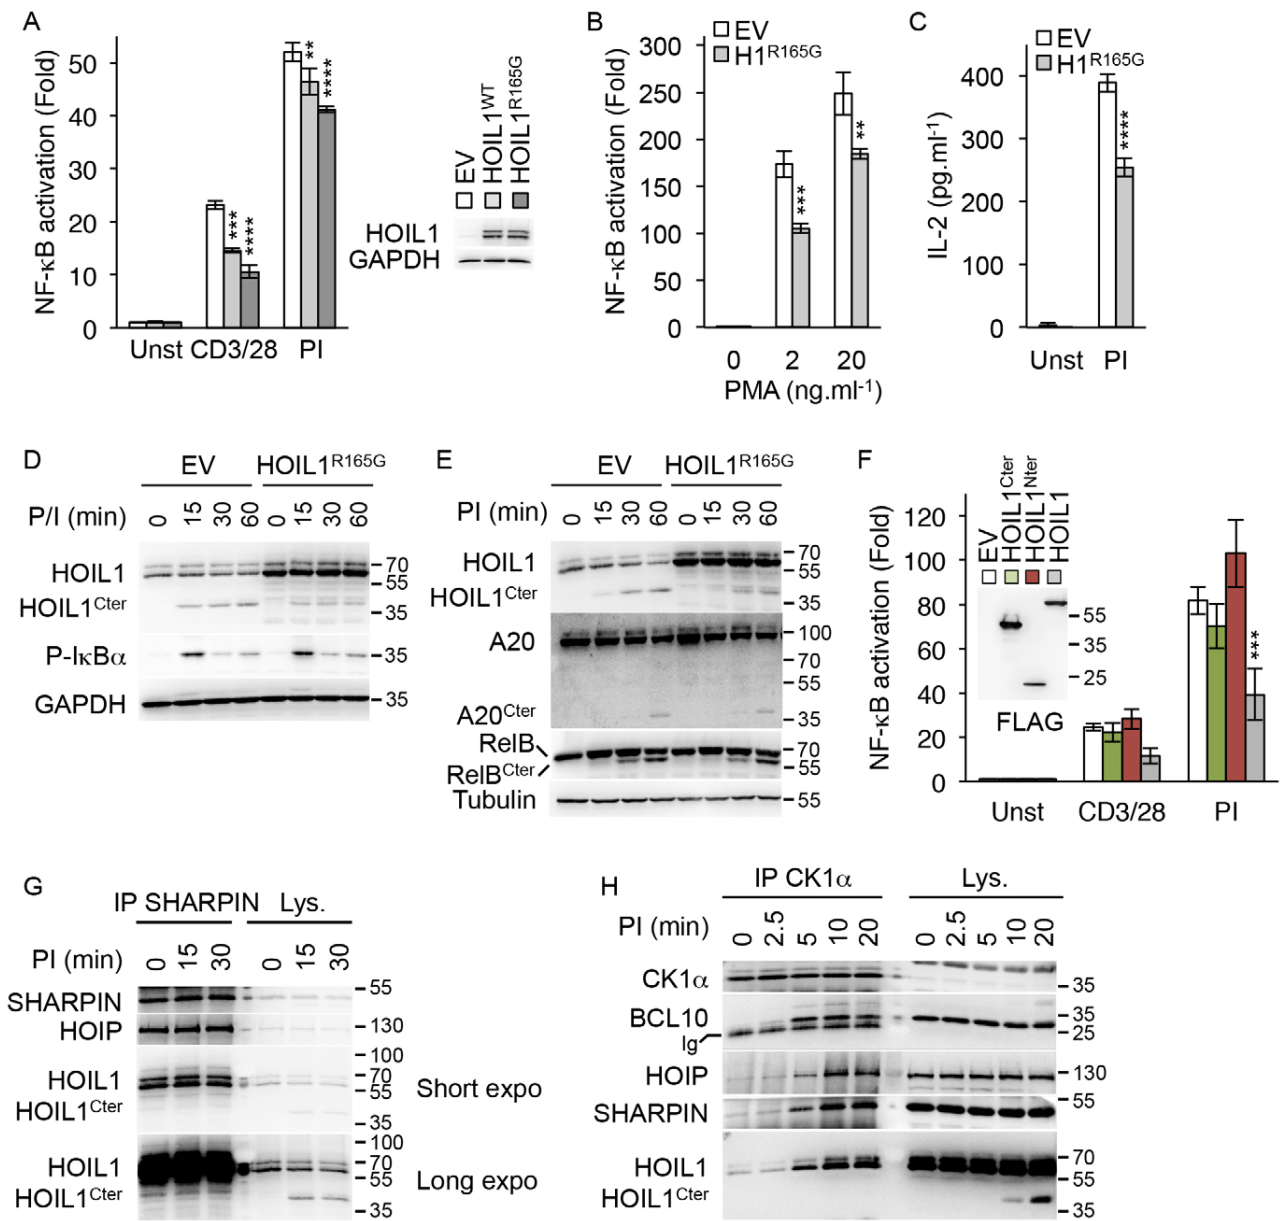 A
NF-κB activation (Fold)
50
40
30
20
10
0
** ****
*** ****
Unst CD3/28 PI
EV
HOIL1WT
HOIL1R165G
HOIL1
GAPDH
B
EV
H1R165G
NF-κB activation (Fold)
300
250
200
150
100
50
0
***
**
0 2 20
PMA (ng.ml-1)
C
EV
H1R165G
IL-2 (pg.ml-1)
400
300
200
100
0
****
Unst PI
D
EV HOIL1R165G
P/I (min) 0 15 30 60 0 15 30 60
HOIL1
70
55
HOIL1Cter
35
P-IκBα
35
GAPDH
35
E
EV HOIL1R165G
PI (min) 0 15 30 60 0 15 30 60
HOIL1
70
55
HOIL1Cter
35
A20
100
70
55
A20Cter
35
RelB
70
RelBCter
55
Tubulin
55
F
NF-κB activation (Fold)
120
100
80
60
40
20
0
EV
HOIL1Cter
HOIL1Nter
HOIL1
55
35
25
FLAG
***
Unst CD3/28 PI
G
IP SHARPIN Lys.
PI (min) 0 15 30 0 15 30
SHARPIN
55
HOIP
130
100
HOIL1
70
55
HOIL1Cter
35
Short expo
100
HOIL1
70
55
HOIL1Cter
35
Long expo
H
IP CK1α Lys.
PI (min) 0 2.5 5 10 20 0 2.5 5 10 20
CK1α
35
BCL10
35
25
Ig
HOIP
130
SHARPIN
55
HOIL1
70
55
HOIL1Cter
35